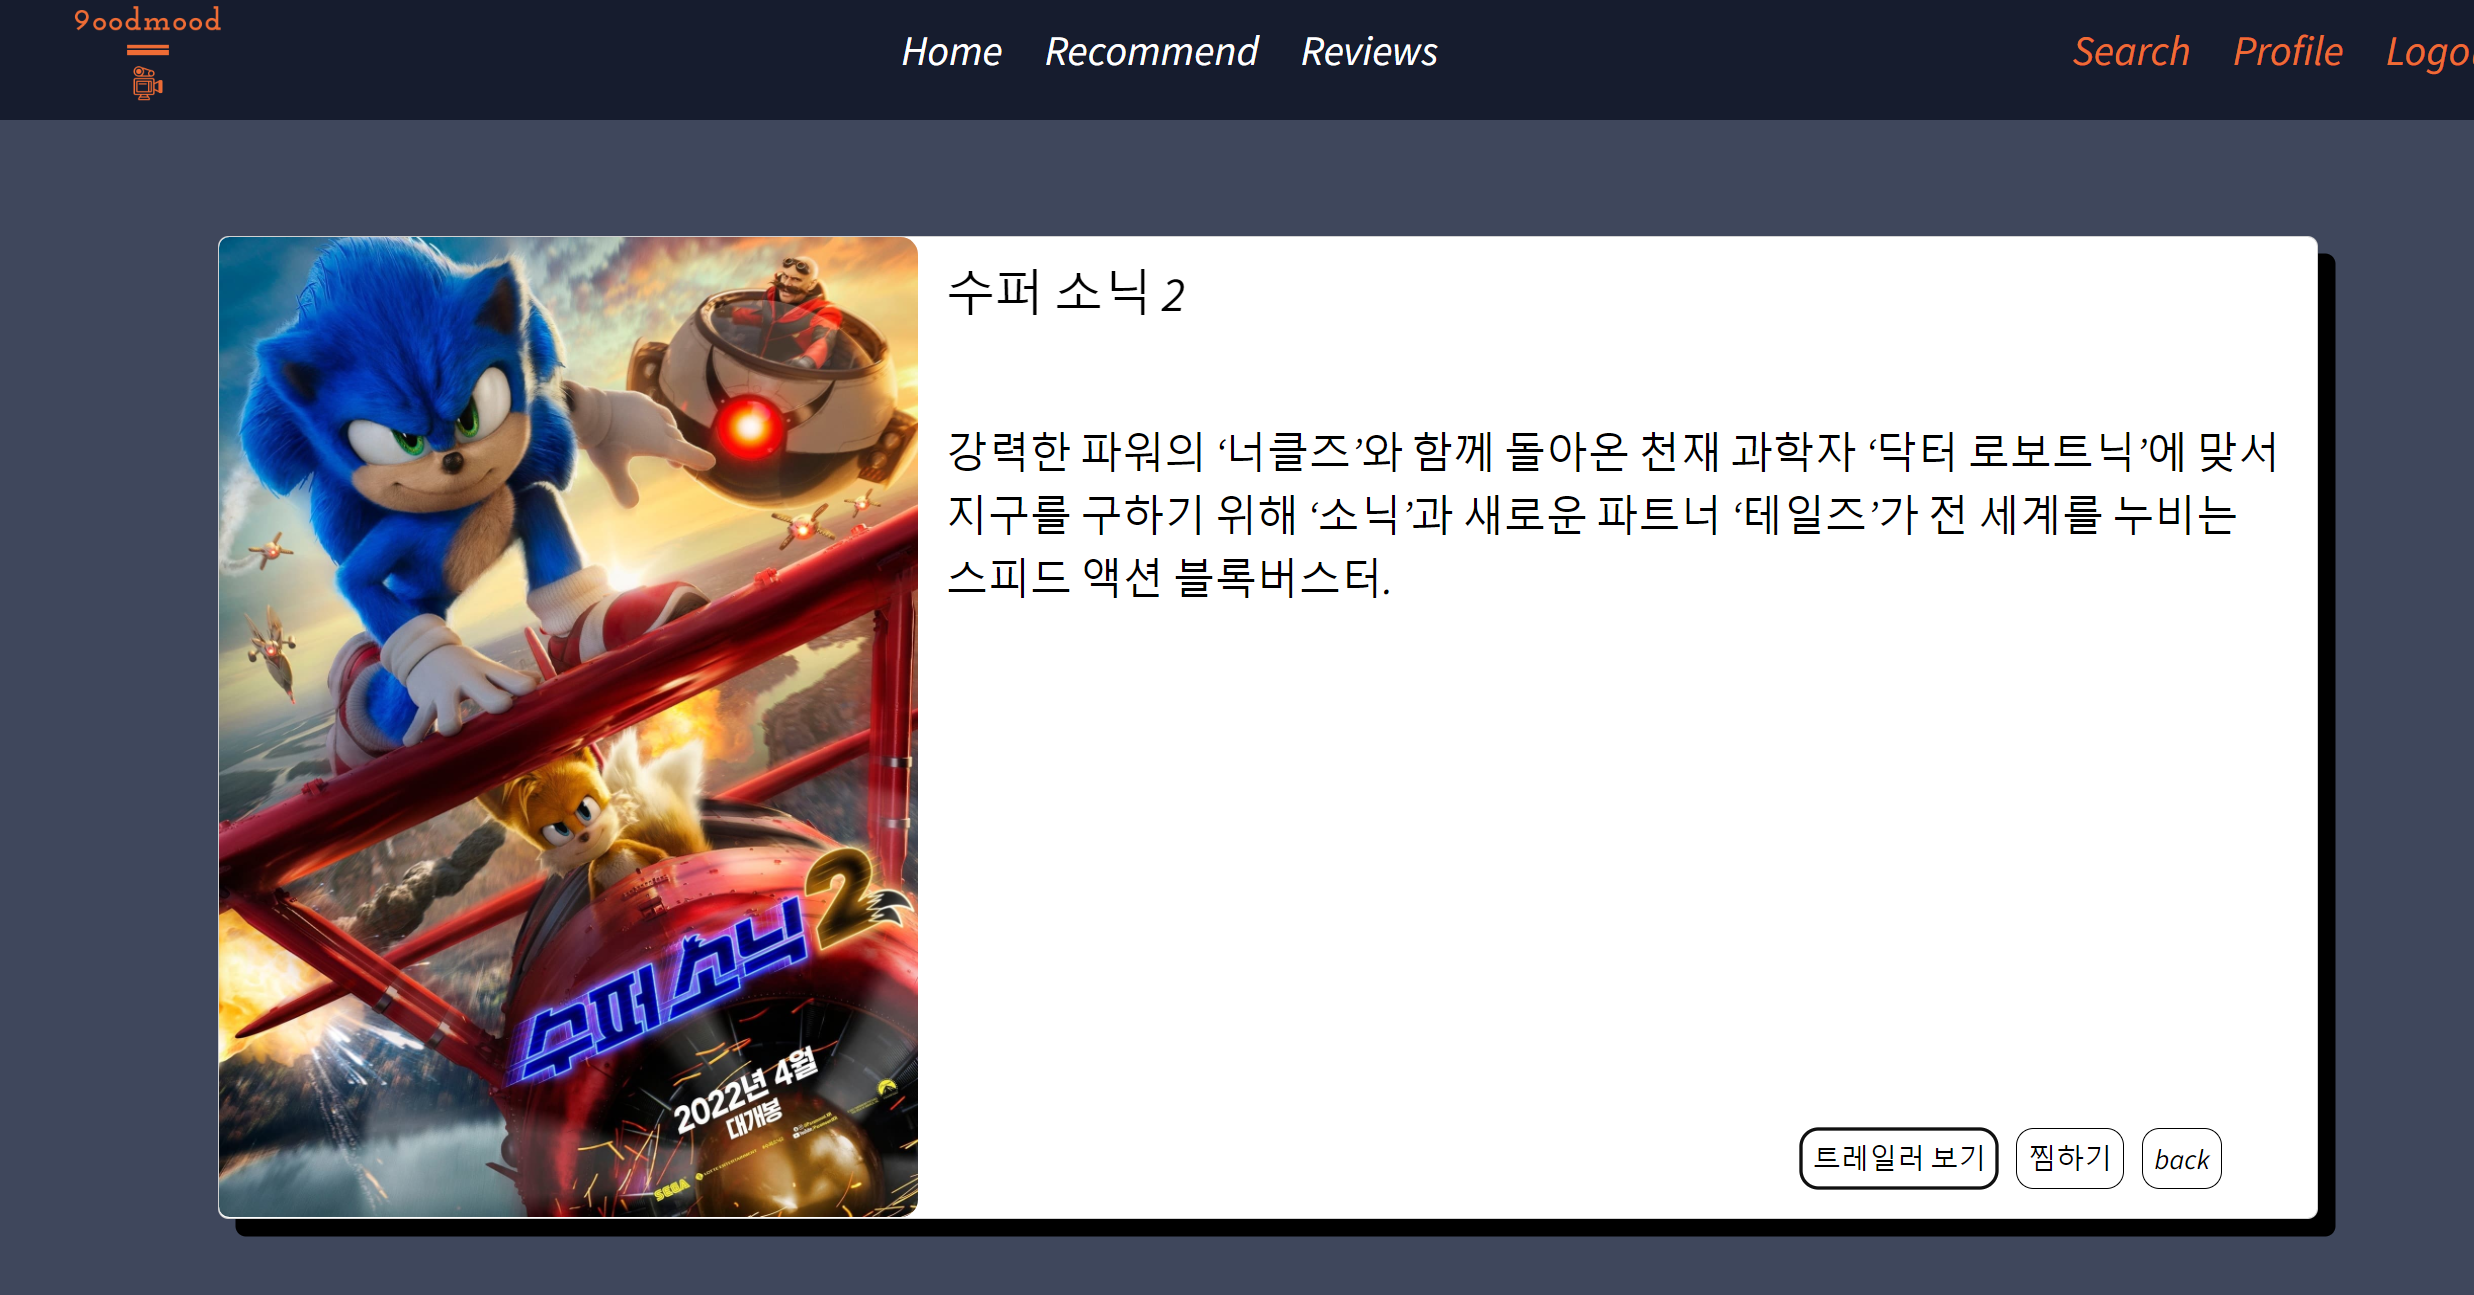 9oodmood
Home Recommend Reviews
Search Profile Logou
수퍼 소닉 2
강력한 파워의 ‘너클즈’와 함께 돌아온 천재 과학자 ‘닥터 로보트닉’에 맞서
지구를 구하기 위해 ‘소닉’과 새로운 파트너 ‘테일즈’가 전 세계를 누비는
스피드 액션 블록버스터.
수퍼 소닉 2
2022년 4월
대개봉
SEGA
트레일러 보기 찜하기 back